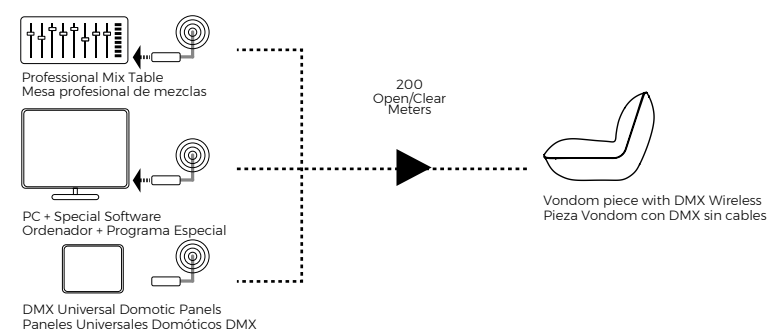 Professional Mix Table
Mesa profesional de mezclas
200
Open/Clear
Meters
PC + Special Software
Ordenador + Programa Especial
Vondom piece with DMX Wireless
Pieza Vondom con DMX sin cables
DMX Universal Domotic Panels
Paneles Universales Domóticos DMX